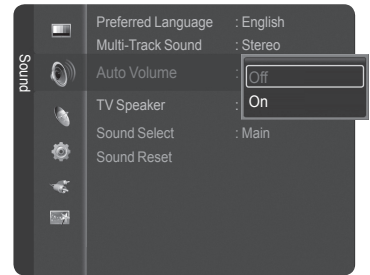 Sound
Preferred Language : English
Multi-Track Sound : Stereo
Auto Volume :
Off
TV Speaker :
On
Sound Select : Main
Sound Reset